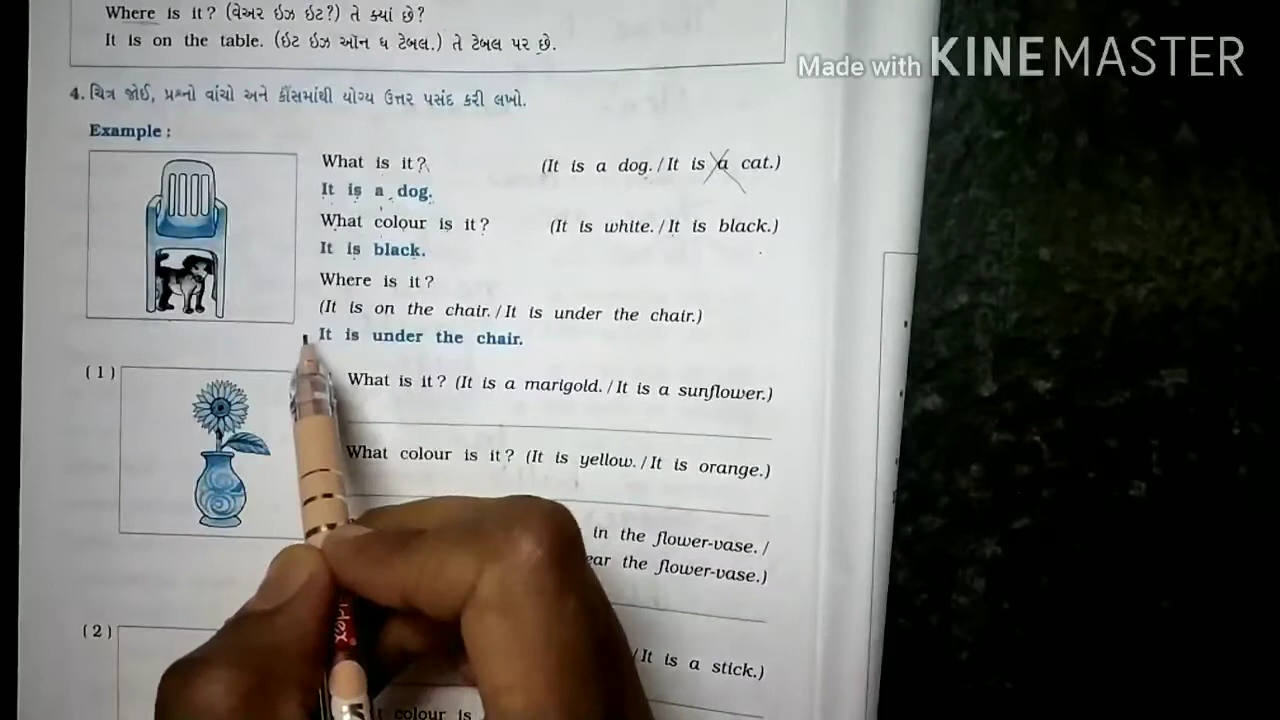 Where is it? (વેઅર ઇઝ ઇટ?) તે ક્યાં છે?
It is on the table. (ઇટ ઇઝ ઑન ધ ટેબલ.) તે ટેબલ પર છે.
Made with KINEMASTER
4. ચિત્ર જોઈ, પ્રશ્નો વાંચો અને કૌંસમાંથી યોગ્ય ઉત્તર પસંદ કરી લખો.
Example :
What is it? (It is a dog. / It is a cat.)
It is a dog.
What colour is it? (It is white. / It is black.)
It is black.
Where is it?
(It is on the chair. / It is under the chair.)
It is under the chair.
(1) What is it? (It is a marigold. / It is a sunflower.)
What colour is it? (It is yellow. / It is orange.)
in the flower-vase. /
the flower-vase.)
(2) / It is a stick.)
colour is